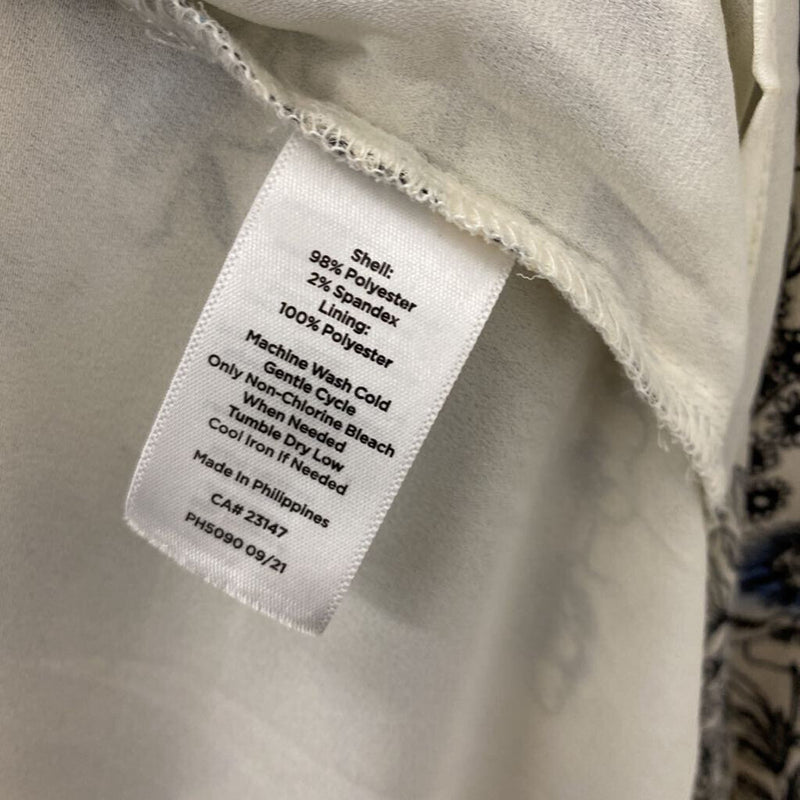 Shell:
98% Polyester
2% Spandex
Lining:
100% Polyester
Machine Wash Cold
Gentle Cycle
Only Non-Chlorine Bleach
When Needed
Tumble Dry Low
Cool Iron If Needed
Made In Philippines
CA# 23147
PH5090 09/21